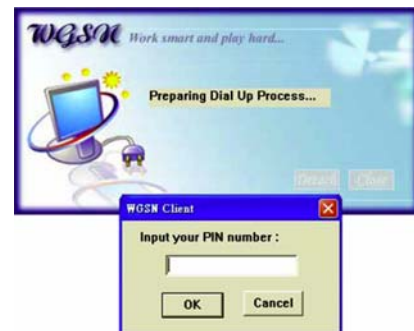 WGSN Work smart and play hard...
Preparing Dial Up Process...
Detach Close
WGSN Client
Input your PIN number :
OK Cancel